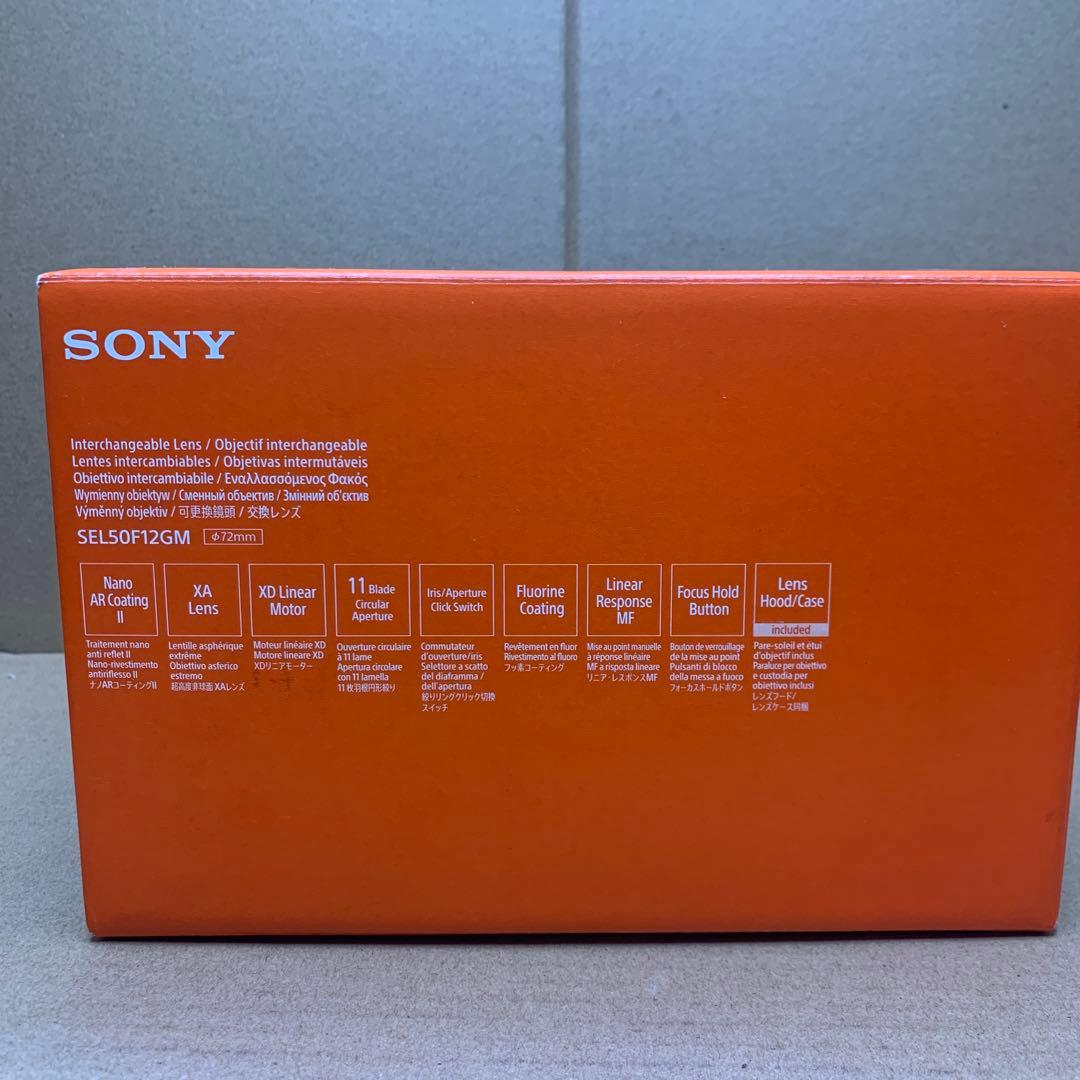 SONY
Interchangeable Lens / Objectif interchangeable
Lentes intercambiables / Objetivas intermutáveis
Obiettivo intercambiabile / Εναλλασσόμενος Φακός
Wymienny obiektyw / Сменный объектив / Змінний об'єктив
Výměnný objektiv / 可更換鏡頭 / 交換レンズ
SEL50F12GM ϕ72mm
Nano
AR Coating
II
Traitement nano
anti reflet II
Nano-rivestimento
antiriflesso II
ナノARコーティングII
XA
Lens
Lentille asphérique
extrême
Obiettivo asferico
estremo
超高度非球面 XAレンズ
XD Linear
Motor
Moteur linéaire XD
Motore lineare XD
XDリニアモーター
11 Blade
Circular
Aperture
Ouverture circulaire
à 11 lame
Apertura circolare
con 11 lamella
11 枚羽根円形絞り
Iris/Aperture
Click Switch
Commutateur
d'ouverture/iris
Selettore a scatto
del diaframma /
dell'apertura
絞りリングクリック切換
スイッチ
Fluorine
Coating
Revêtement en fluor
Rivestimento al fluoro
フッ素コーティング
Linear
Response
MF
Mise au point manuelle
à réponse linéaire
MF a risposta lineare
リニア・レスポンスMF
Focus Hold
Button
Bouton de verrouillage
de la mise au point
Pulsanti di blocco
della messa a fuoco
フォーカスホールドボタン
Lens
Hood/Case
included
Pare-soleil et étui
d'objectif inclus
Paraluce per obiettivo
e custodia per
obiettivo inclusi
レンズフード/
レンズケース同梱